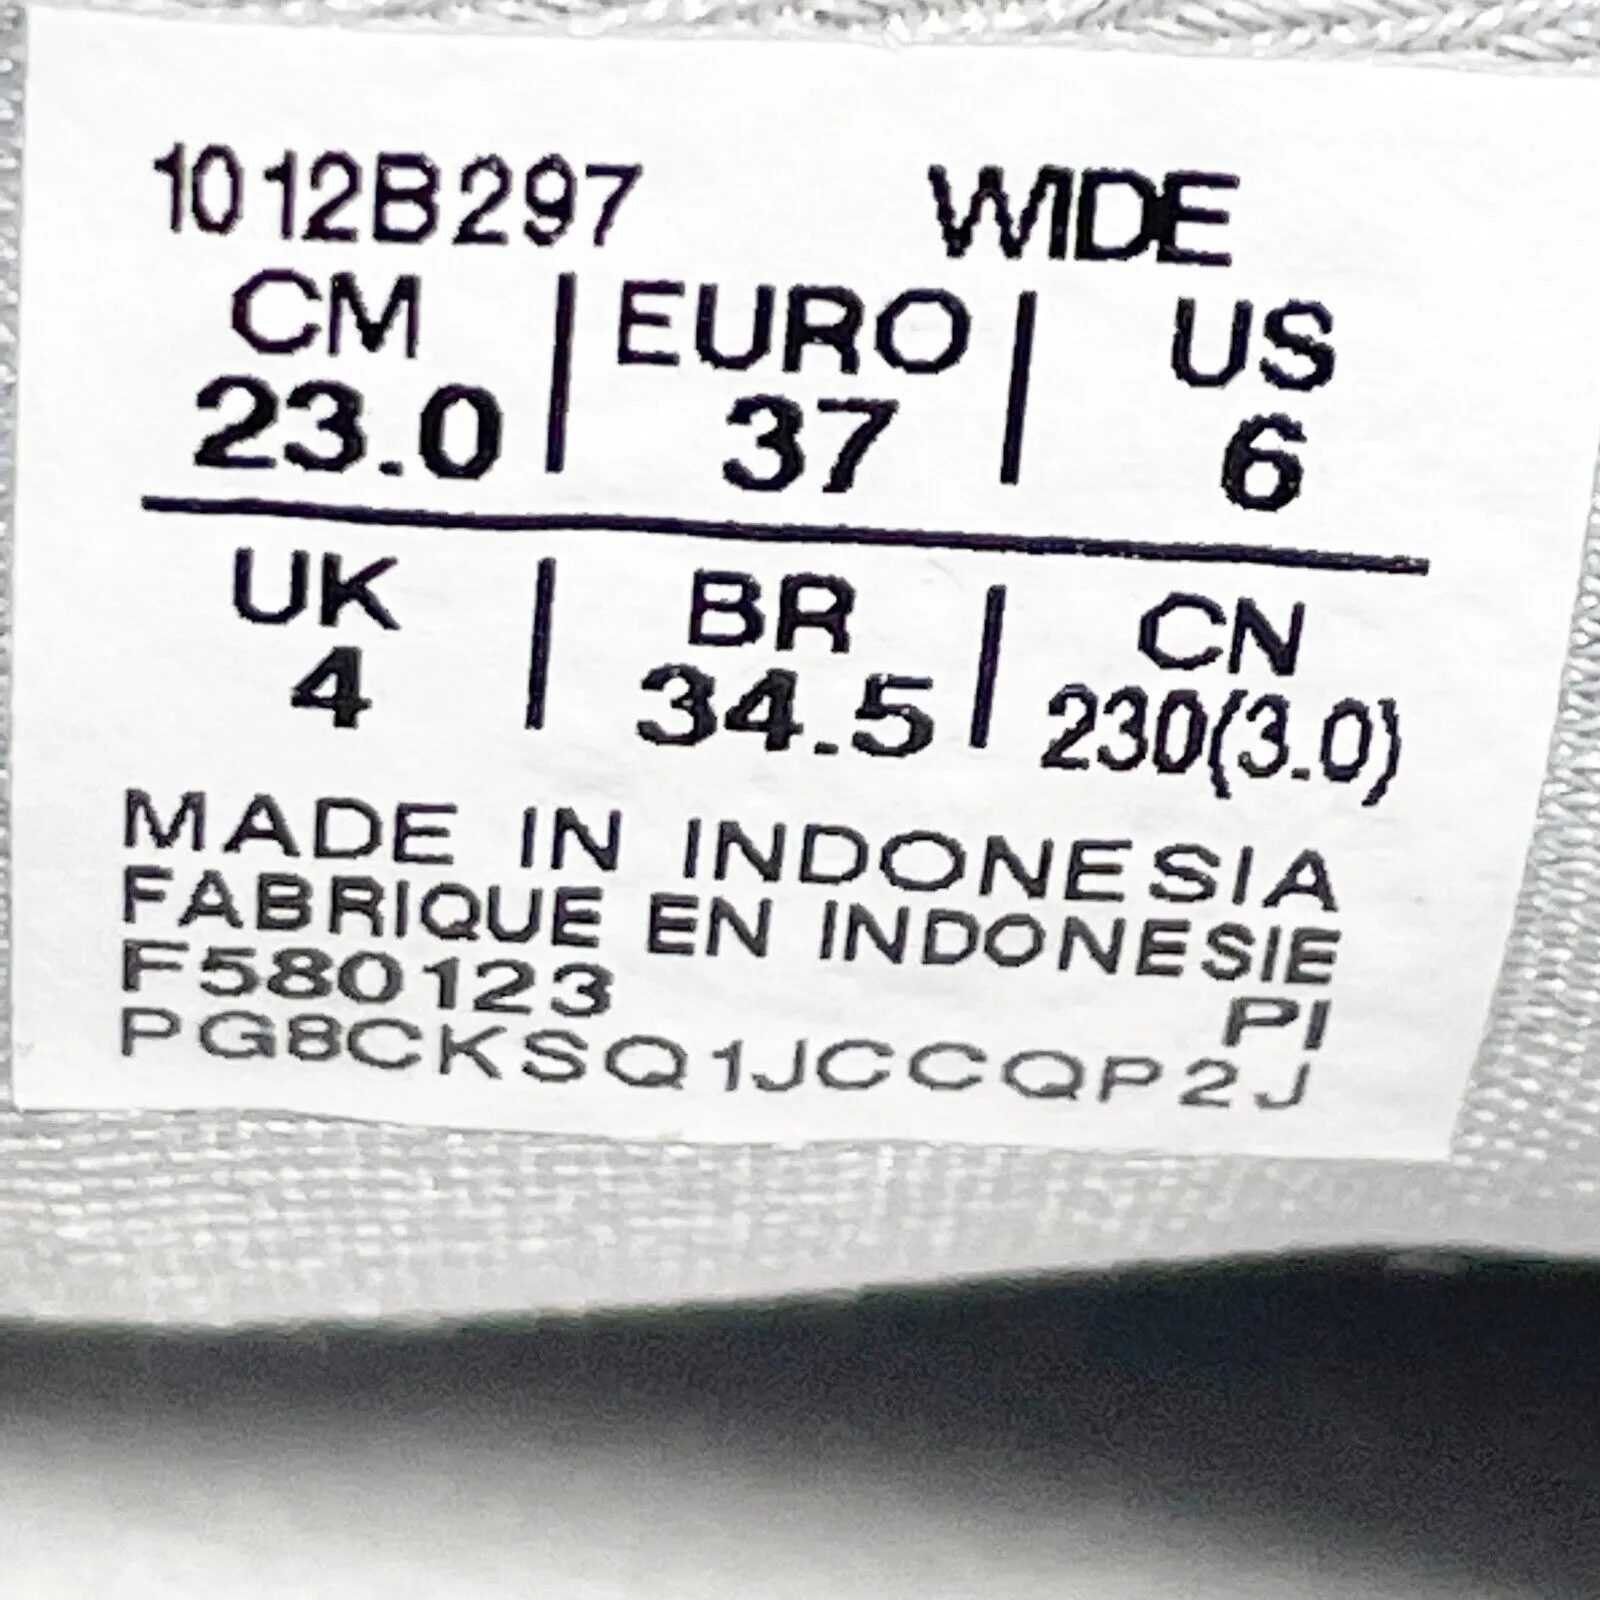 1012B297 WIDE
CM | EURO | US
23.0 37 6
UK | BR | CN
4 34.5 230(3.0)
MADE IN INDONESIA
FABRIQUE EN INDONESIE
F580123 PI
PG8CKSQ1JCCQP2J